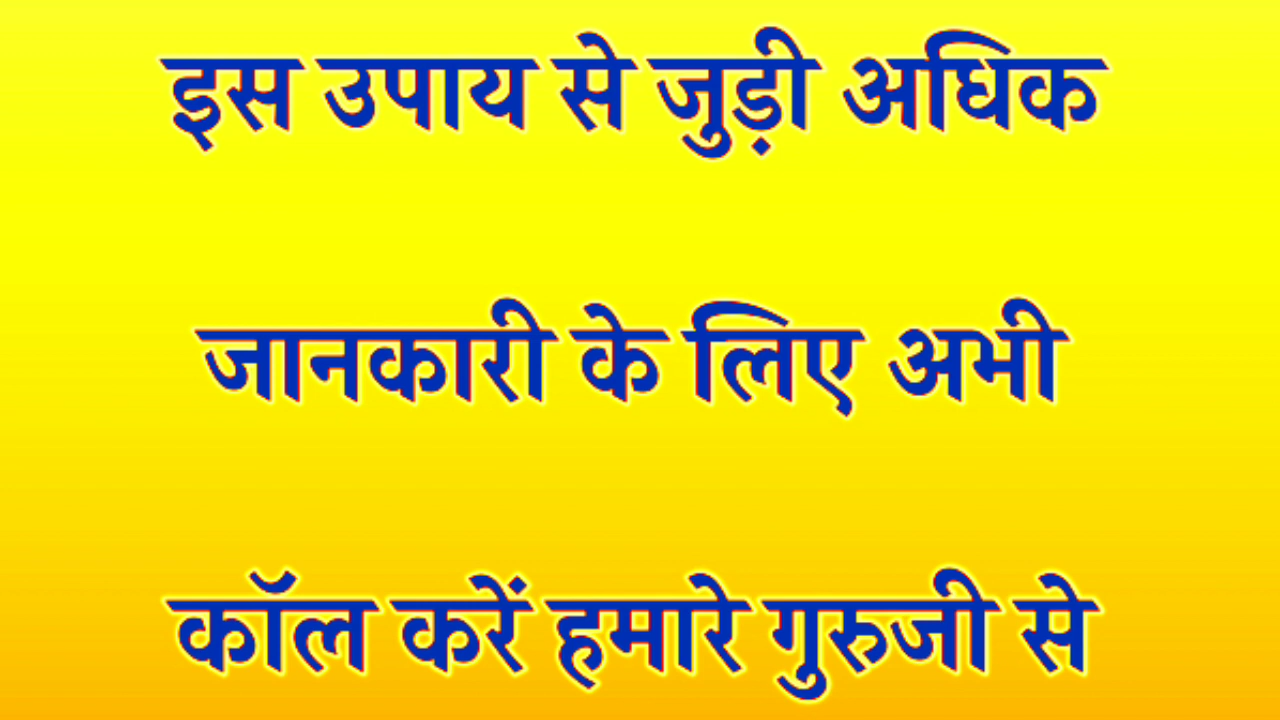 इस उपाय से जुड़ी अधिक
जानकारी के लिए अभी
कॉल करें हमारे गुरुजी से